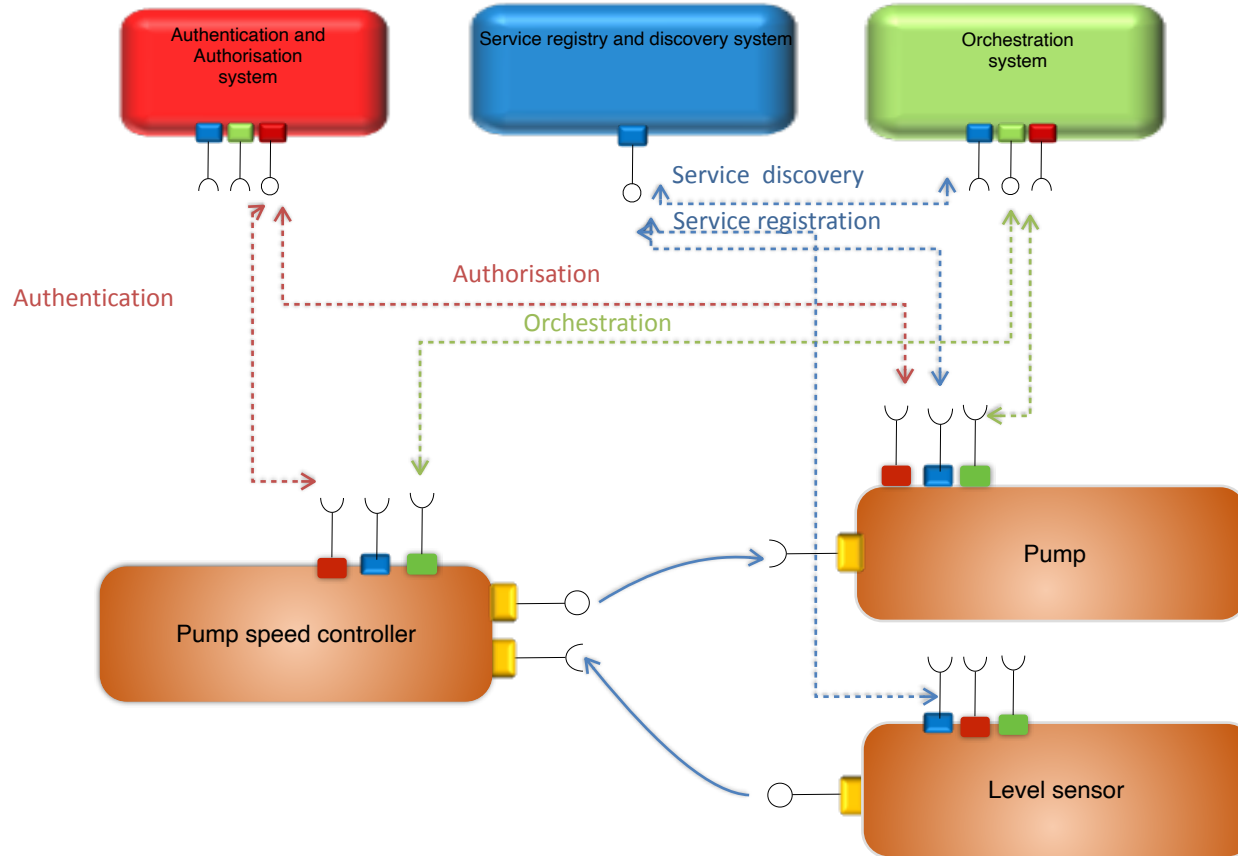 Authentication and
Authorisation
system
Service registry and discovery system
Orchestration
system
Service discovery
Service registration
Authorisation
Authentication
Orchestration
Pump
Pump speed controller
Level sensor